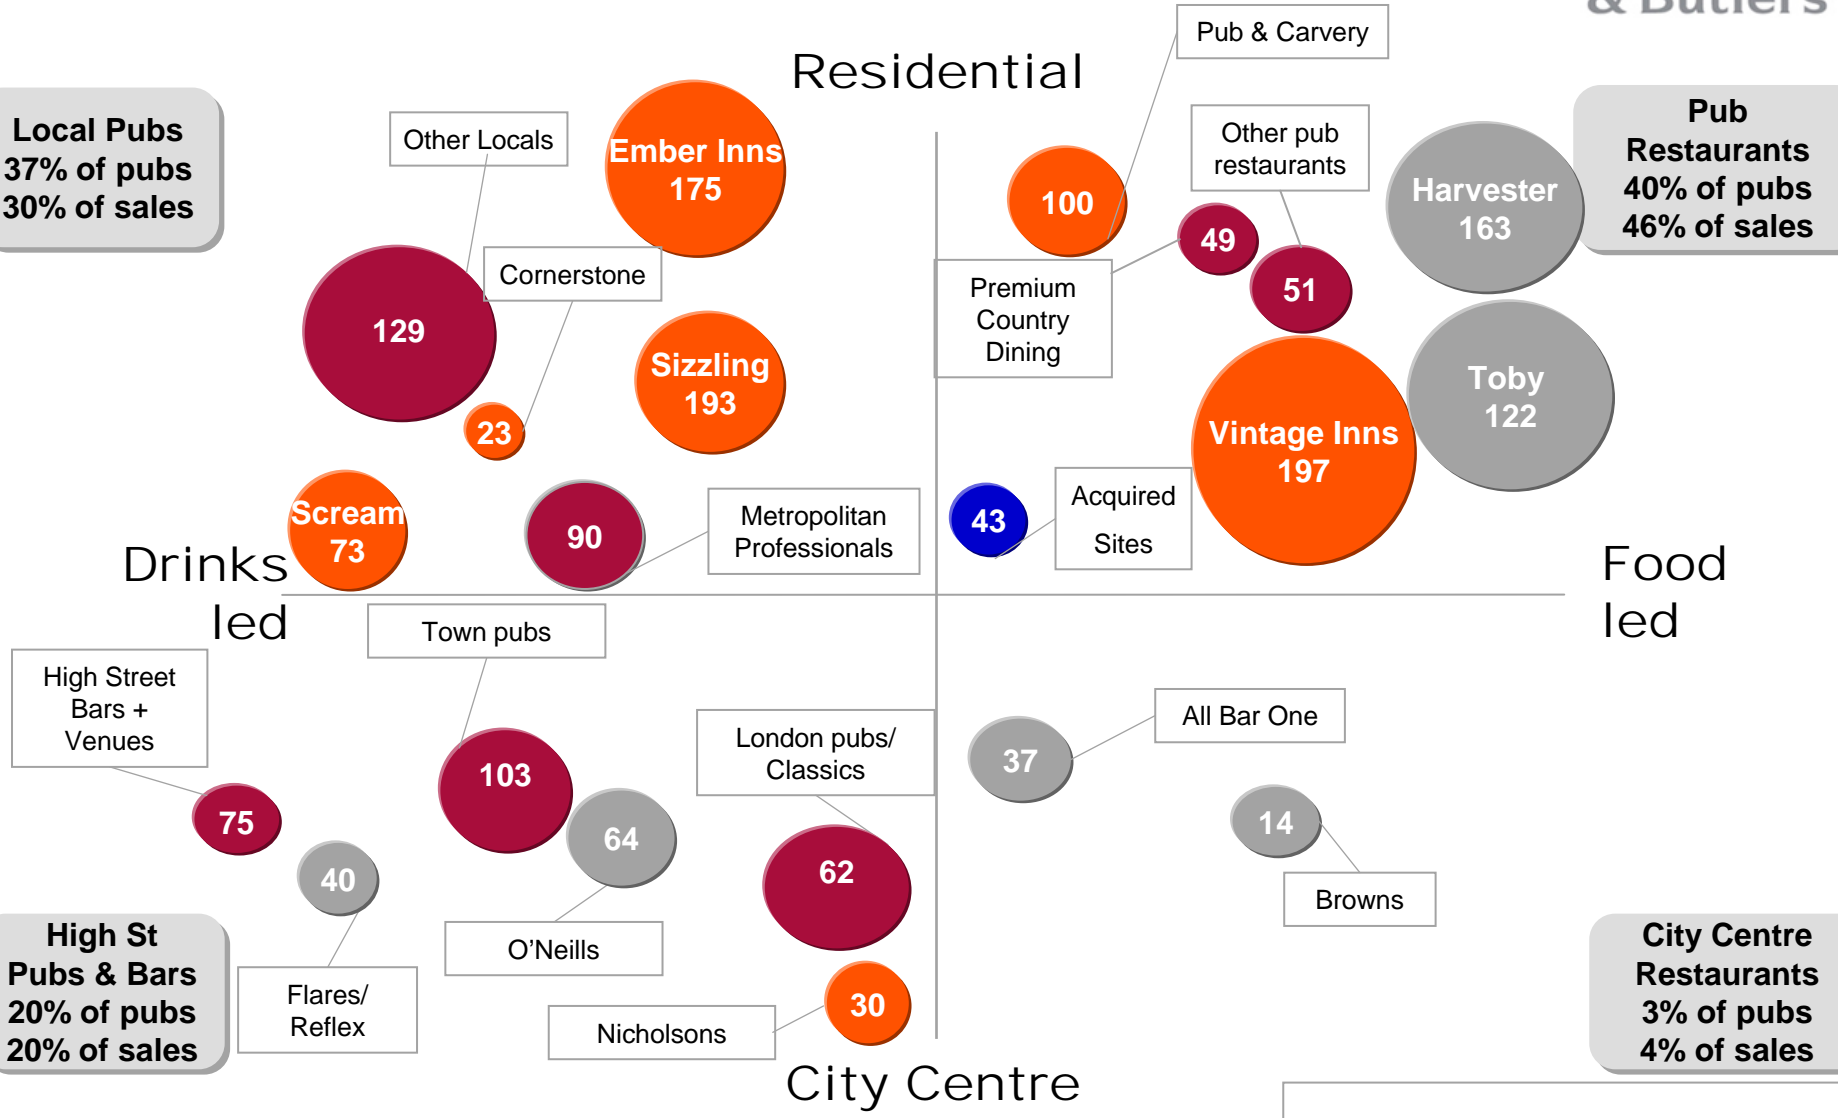 & Butlers
Pub & Carvery
Residential
Local Pubs
37% of pubs
30% of sales
Other Locals
Ember Inns
175
100
Other pub
restaurants
49
51
Harvester
163
Pub
Restaurants
40% of pubs
46% of sales
129
Cornerstone
23
Sizzling
193
Premium
Country
Dining
Vintage Inns
197
Toby
122
Scream
73
90
Metropolitan
Professionals
43
Acquired
Sites
Drinks
led
Food
led
Town pubs
High Street
Bars +
Venues
75
40
103
64
London pubs/
Classics
62
37
All Bar One
14
Browns
High St
Pubs & Bars
20% of pubs
20% of sales
Flares/
Reflex
O’Neills
Nicholsons
30
City Centre
City Centre
Restaurants
3% of pubs
4% of sales